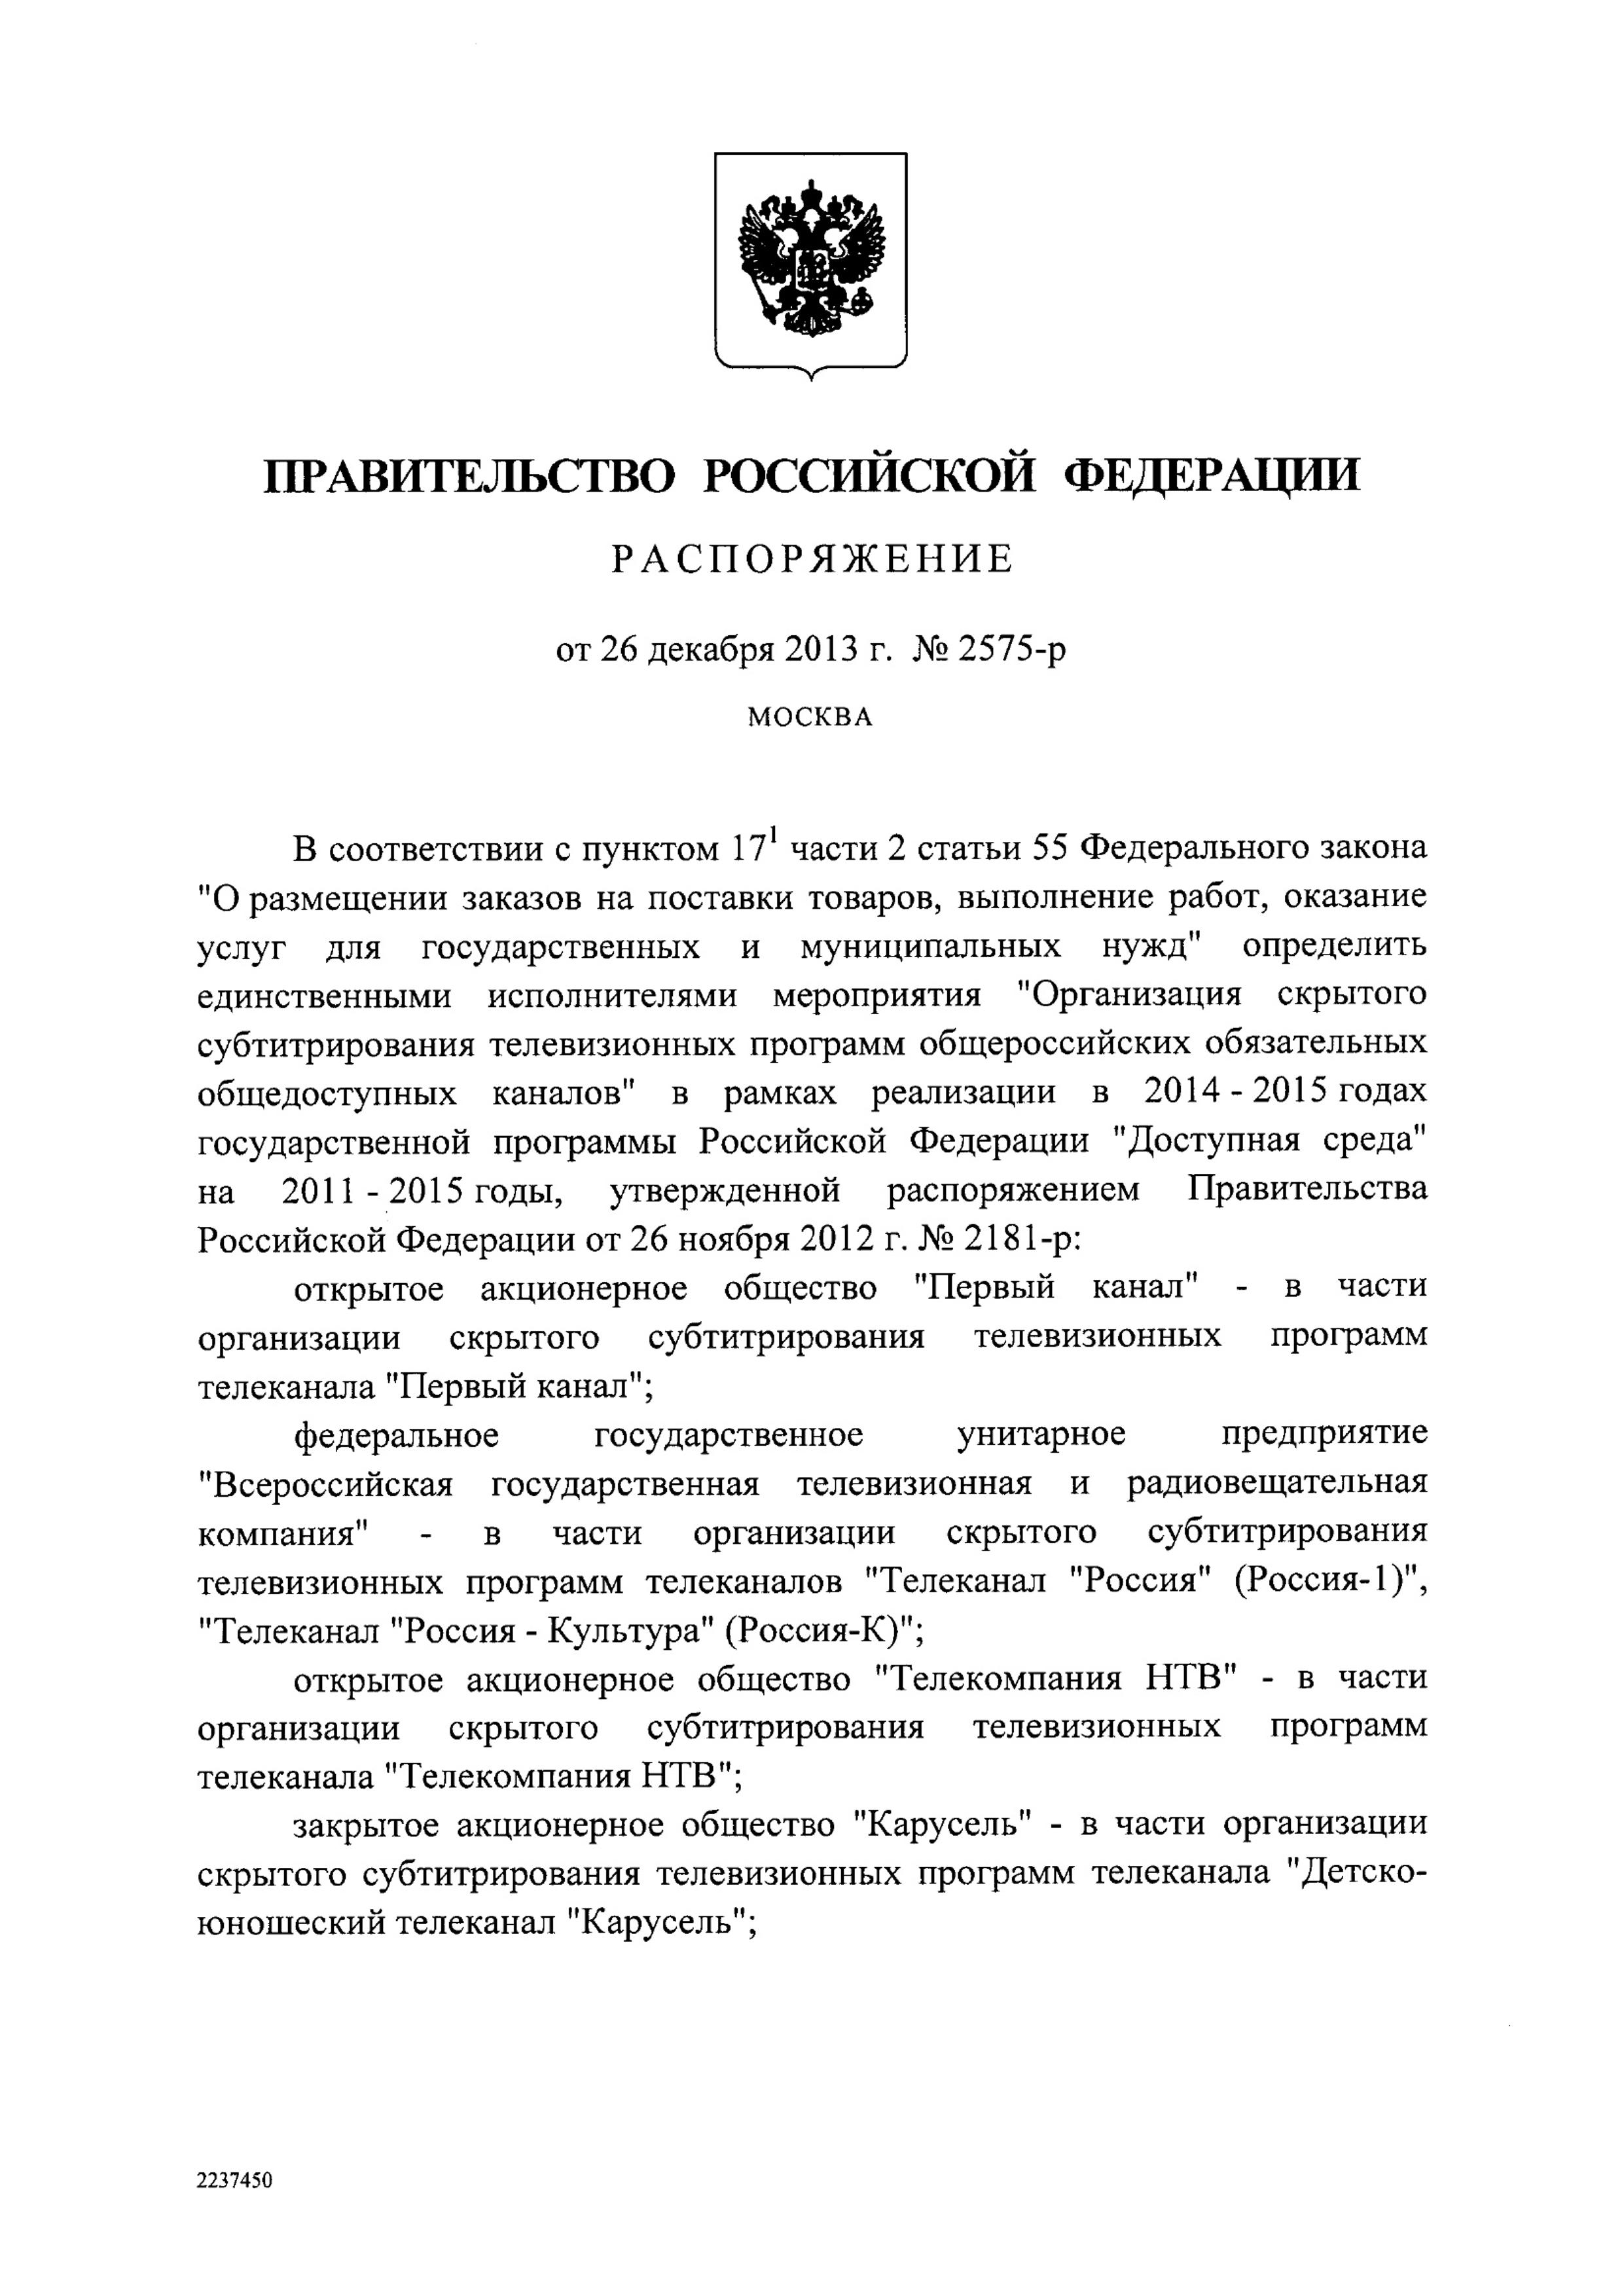 ПРАВИТЕЛЬСТВО РОССИЙСКОЙ ФЕДЕРАЦИИ
РАСПОРЯЖЕНИЕ
от 26 декабря 2013 г. № 2575-р
МОСКВА
В соответствии с пунктом 17¹ части 2 статьи 55 Федерального закона
"О размещении заказов на поставки товаров, выполнение работ, оказание
услуг для государственных и муниципальных нужд" определить
единственными исполнителями мероприятия "Организация скрытого
субтитрирования телевизионных программ общероссийских обязательных
общедоступных каналов" в рамках реализации в 2014 - 2015 годах
государственной программы Российской Федерации "Доступная среда"
на 2011 - 2015 годы, утвержденной распоряжением Правительства
Российской Федерации от 26 ноября 2012 г. № 2181-р:
открытое акционерное общество "Первый канал" - в части
организации скрытого субтитрирования телевизионных программ
телеканала "Первый канал";
федеральное государственное унитарное предприятие
"Всероссийская государственная телевизионная и радиовещательная
компания" - в части организации скрытого субтитрирования
телевизионных программ телеканалов "Телеканал "Россия" (Россия-1)",
"Телеканал "Россия - Культура" (Россия-К)";
открытое акционерное общество "Телекомпания НТВ" - в части
организации скрытого субтитрирования телевизионных программ
телеканала "Телекомпания НТВ";
закрытое акционерное общество "Карусель" - в части организации
скрытого субтитрирования телевизионных программ телеканала "Детско-
юношеский телеканал "Карусель";
2237450